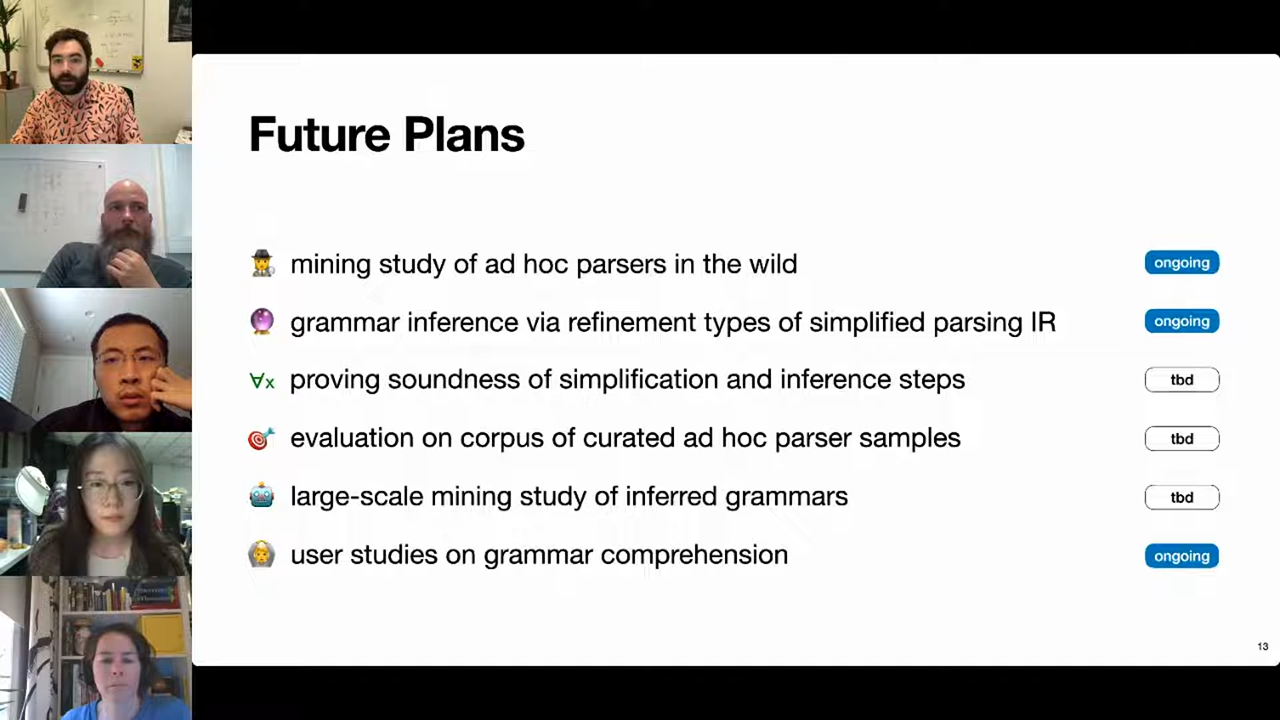 Future Plans
mining study of ad hoc parsers in the wild ongoing
grammar inference via refinement types of simplified parsing IR ongoing
∀x proving soundness of simplification and inference steps tbd
evaluation on corpus of curated ad hoc parser samples tbd
large-scale mining study of inferred grammars tbd
user studies on grammar comprehension ongoing
13